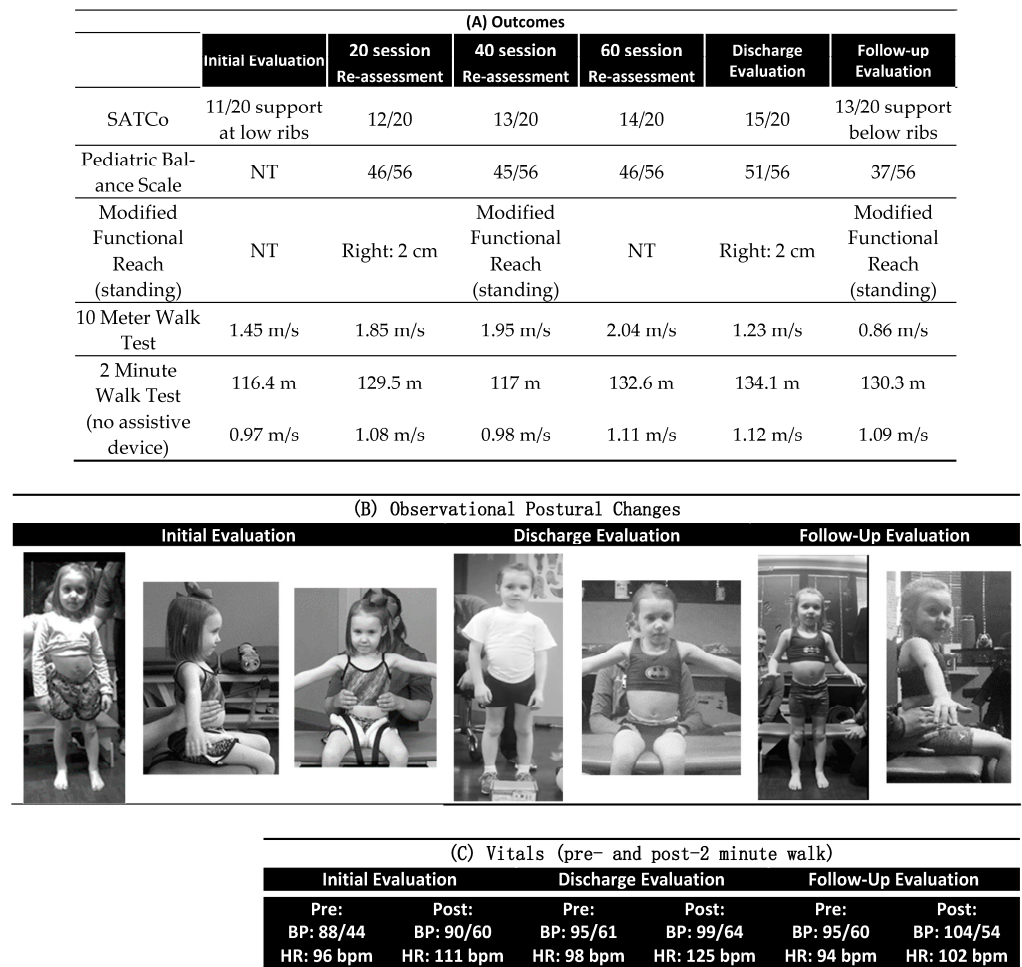 (A) Outcomes
Initial Evaluation
20 session
Re-assessment
40 session
Re-assessment
60 session
Re-assessment
Discharge
Evaluation
Follow-up
Evaluation
SATCo
11/20 support
at low ribs
12/20
13/20
14/20
15/20
13/20 support
below ribs
Pediatric Bal-
ance Scale
NT
46/56
45/56
46/56
51/56
37/56
Modified
Functional
Reach
(standing)
NT
Right: 2 cm
Modified
Functional
Reach
(standing)
NT
Right: 2 cm
Modified
Functional
Reach
(standing)
10 Meter Walk
Test
1.45 m/s
1.85 m/s
1.95 m/s
2.04 m/s
1.23 m/s
0.86 m/s
2 Minute
Walk Test
(no assistive
device)
116.4 m
129.5 m
117 m
132.6 m
134.1 m
130.3 m
0.97 m/s
1.08 m/s
0.98 m/s
1.11 m/s
1.12 m/s
1.09 m/s
(B) Observational Postural Changes
Initial Evaluation
Discharge Evaluation
Follow-Up Evaluation
(C) Vitals (pre- and post-2 minute walk)
Initial Evaluation
Discharge Evaluation
Follow-Up Evaluation
Pre:
BP: 88/44
HR: 96 bpm
Post:
BP: 90/60
HR: 111 bpm
Pre:
BP: 95/61
HR: 98 bpm
Post:
BP: 99/64
HR: 125 bpm
Pre:
BP: 95/60
HR: 94 bpm
Post:
BP: 104/54
HR: 102 bpm